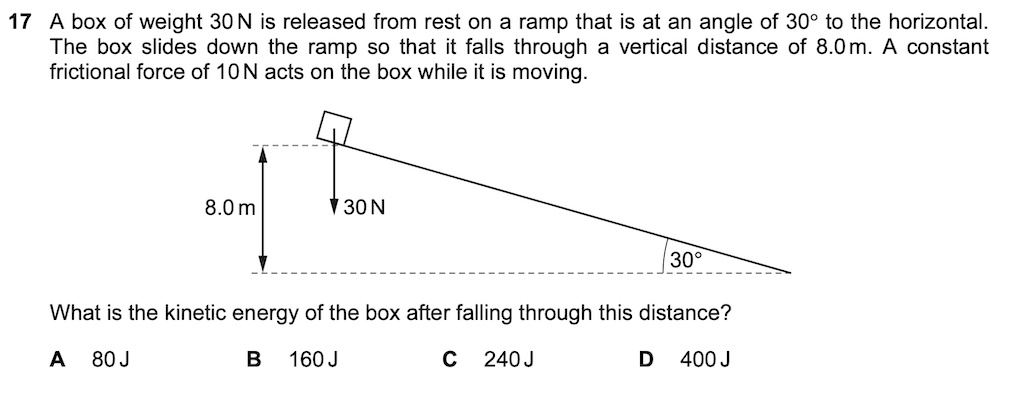 17 A box of weight 30 N is released from rest on a ramp that is at an angle of 30° to the horizontal.
The box slides down the ramp so that it falls through a vertical distance of 8.0 m. A constant
frictional force of 10 N acts on the box while it is moving.
8.0 m
30 N
30°
What is the kinetic energy of the box after falling through this distance?
A 80 J B 160 J C 240 J D 400 J